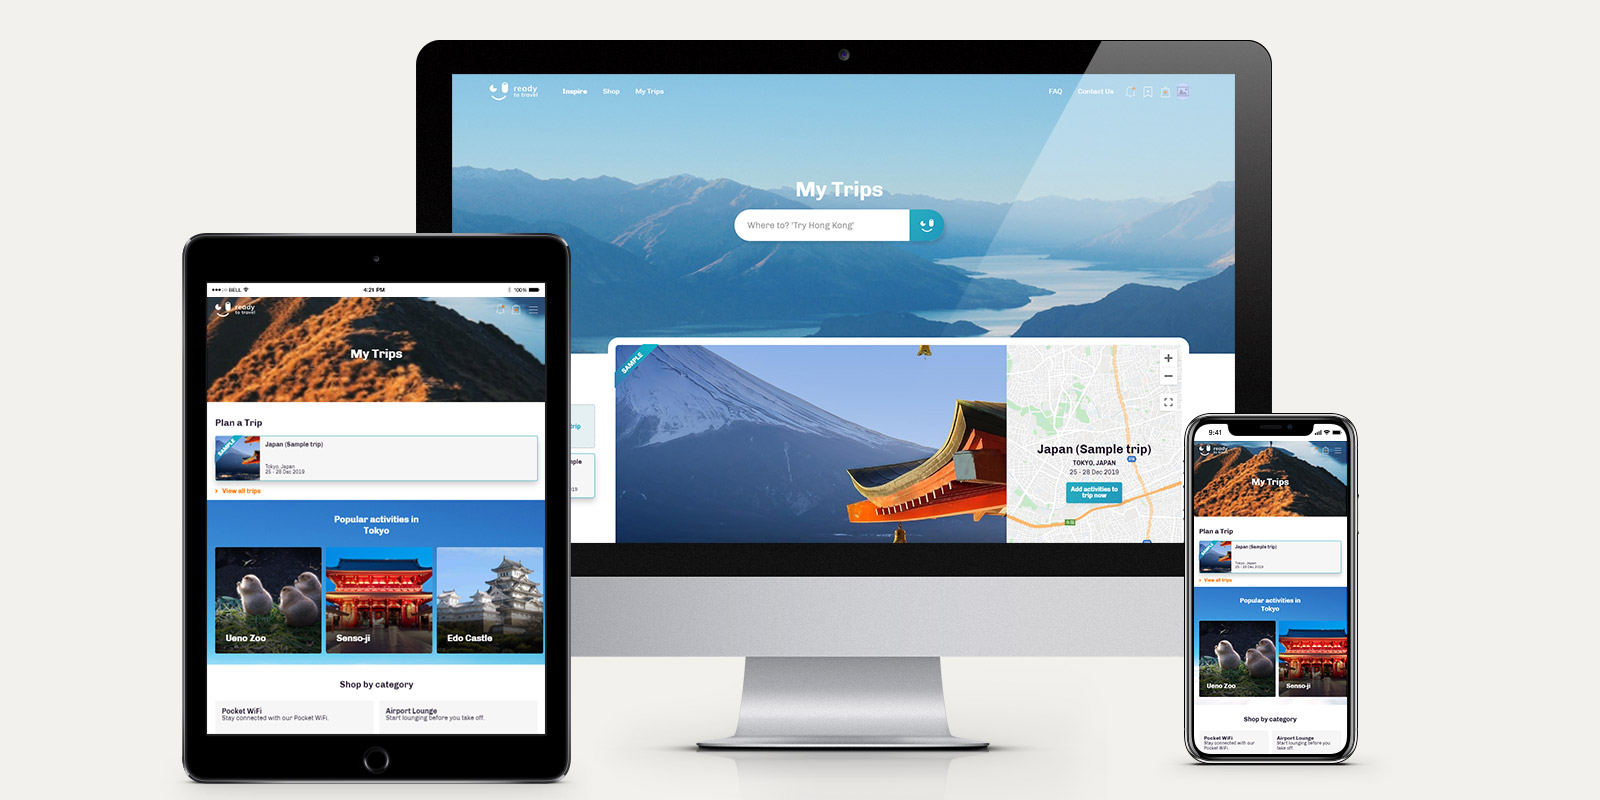 ready
to travel
Inspire
Shop
My Trips
FAQ
Contact Us
My Trips
Where to? 'Try Hong Kong'
SAMPLE
Japan (Sample trip)
TOKYO, JAPAN
25 - 28 Dec 2019
Add activities to
trip now
BELL
4:21 PM
100%
ready
to travel
My Trips
Plan a Trip
SAMPLE
Japan (Sample trip)
Tokyo, Japan
25 - 28 Dec 2019
View all trips
Popular activities in
Tokyo
Ueno Zoo
Senso-ji
Edo Castle
Shop by category
Pocket WiFi
Stay connected with our Pocket WiFi.
Airport Lounge
Start lounging before you take off.
9:41
ready
to travel
My Trips
Plan a Trip
Japan (Sample trip)
Tokyo, Japan
25 - 28 Dec 2019
View all trips
Popular activities in
Tokyo
Ueno Zoo
Senso-ji
Shop by category
Pocket WiFi
Stay connected with our
Pocket WiFi.
Airport Lounge
Start lounging before you
take off.